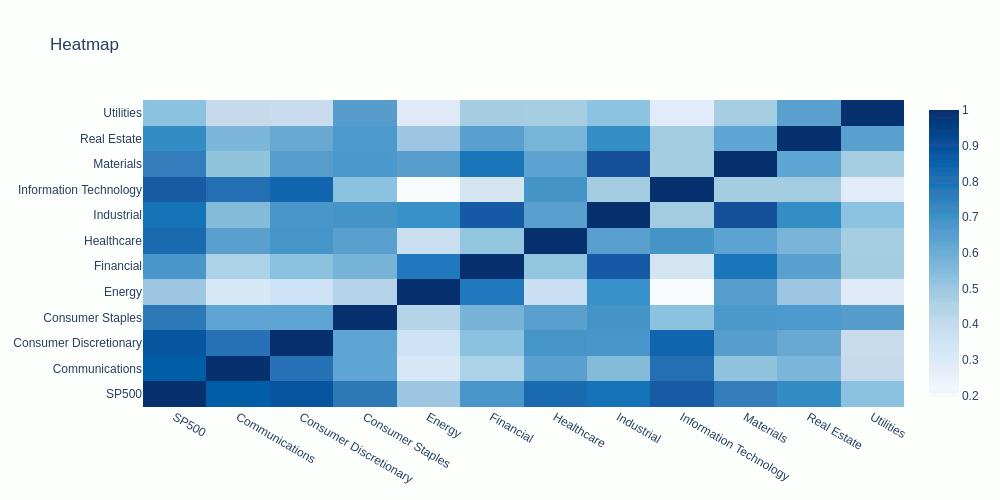 Heatmap
Utilities
Real Estate
Materials
Information Technology
Industrial
Healthcare
Financial
Energy
Consumer Staples
Consumer Discretionary
Communications
SP500
SP500
Communications
Consumer Discretionary
Consumer Staples
Energy
Financial
Healthcare
Industrial
Information Technology
Materials
Real Estate
Utilities
1
0.9
0.8
0.7
0.6
0.5
0.4
0.3
0.2